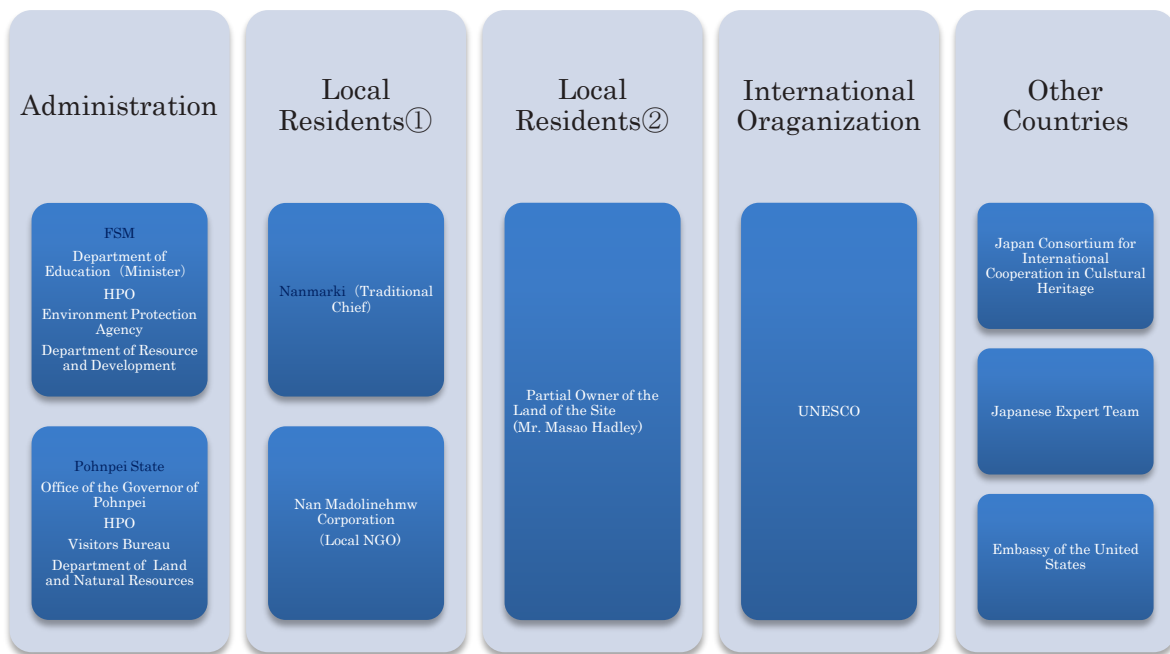 Administration
FSM
Department of
Education（Minister）
HPO
Environment Protection
Agency
Department of Resource
and Development
Pohnpei State
Office of the Governor of
Pohnpei
HPO
Visitors Bureau
Department of Land
and Natural Resources
Local
Residents①
Nanmarki（Traditional
Chief）
Nan Madolinehmw
Corporation
（Local NGO）
Local
Residents②
Partial Owner of the
Land of the Site
(Mr. Masao Hadley)
International
Oraganization
UNESCO
Other
Countries
Japan Consortium for
International
Cooperation in Culstural
Heritage
Japanese Expert Team
Embassy of the United
States